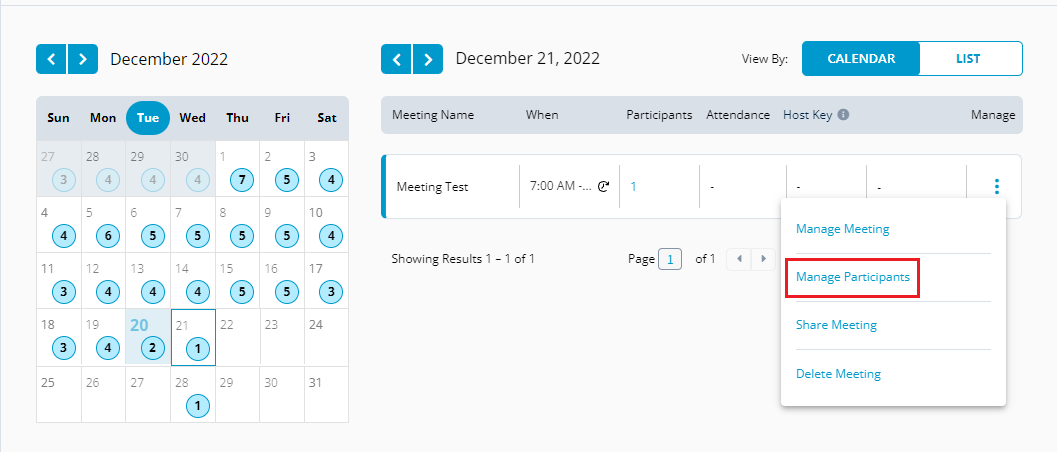 December 2022
December 21, 2022
View By:
CALENDAR
LIST
Sun Mon Tue Wed Thu Fri Sat
27 28 29 30 1 2 3
3 4 4 4 7 5 4
4 5 6 7 8 9 10
4 6 5 5 5 5 4
11 12 13 14 15 16 17
3 4 4 4 5 5 3
18 19 20 21 22 23 24
3 4 2 1
25 26 27 28 29 30 31
1
Meeting Name When Participants Attendance Host Key Manage
Meeting Test 7:00 AM -... 1 - - -
Showing Results 1 – 1 of 1
Page 1 of 1
Manage Meeting
Manage Participants
Share Meeting
Delete Meeting